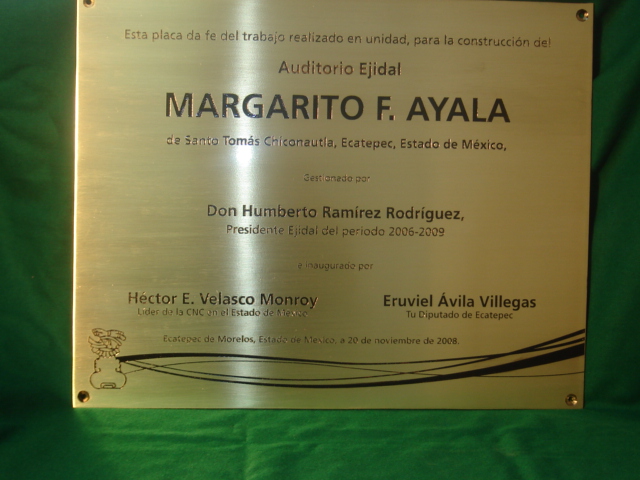 Esta placa da fe del trabajo realizado en unidad, para la construcción del
Auditorio Ejidal
MARGARITO F. AYALA
de Santo Tomás Chiconautla, Ecatepec, Estado de México,
Gestionado por
Don Humberto Ramírez Rodríguez,
Presidente Ejidal del periodo 2006-2009
e inaugurado por
Héctor E. Velasco Monroy
Líder de la CNC en el Estado de México
Eruviel Ávila Villegas
Tu Diputado de Ecatepec
Ecatepec de Morelos, Estado de México, a 20 de noviembre de 2008.